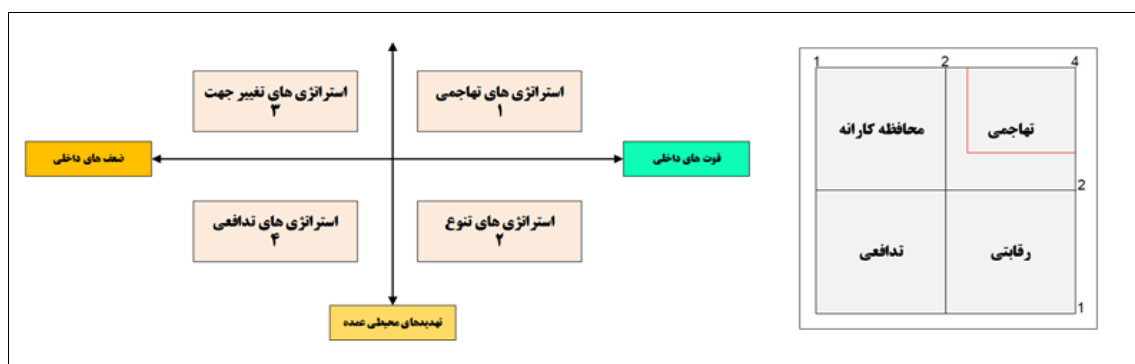 استراتژی های تهاجمی
۱
استراتژی های تغییر جهت
۳
قوت های داخلی
ضعف های داخلی
استراتژی های تنوع
۲
استراتژی های تدافعی
۴
تهدیدهای محیطی عمده
1 2 4
تهاجمی
محافظه کارانه
2
رقابتی
تدافعی
1